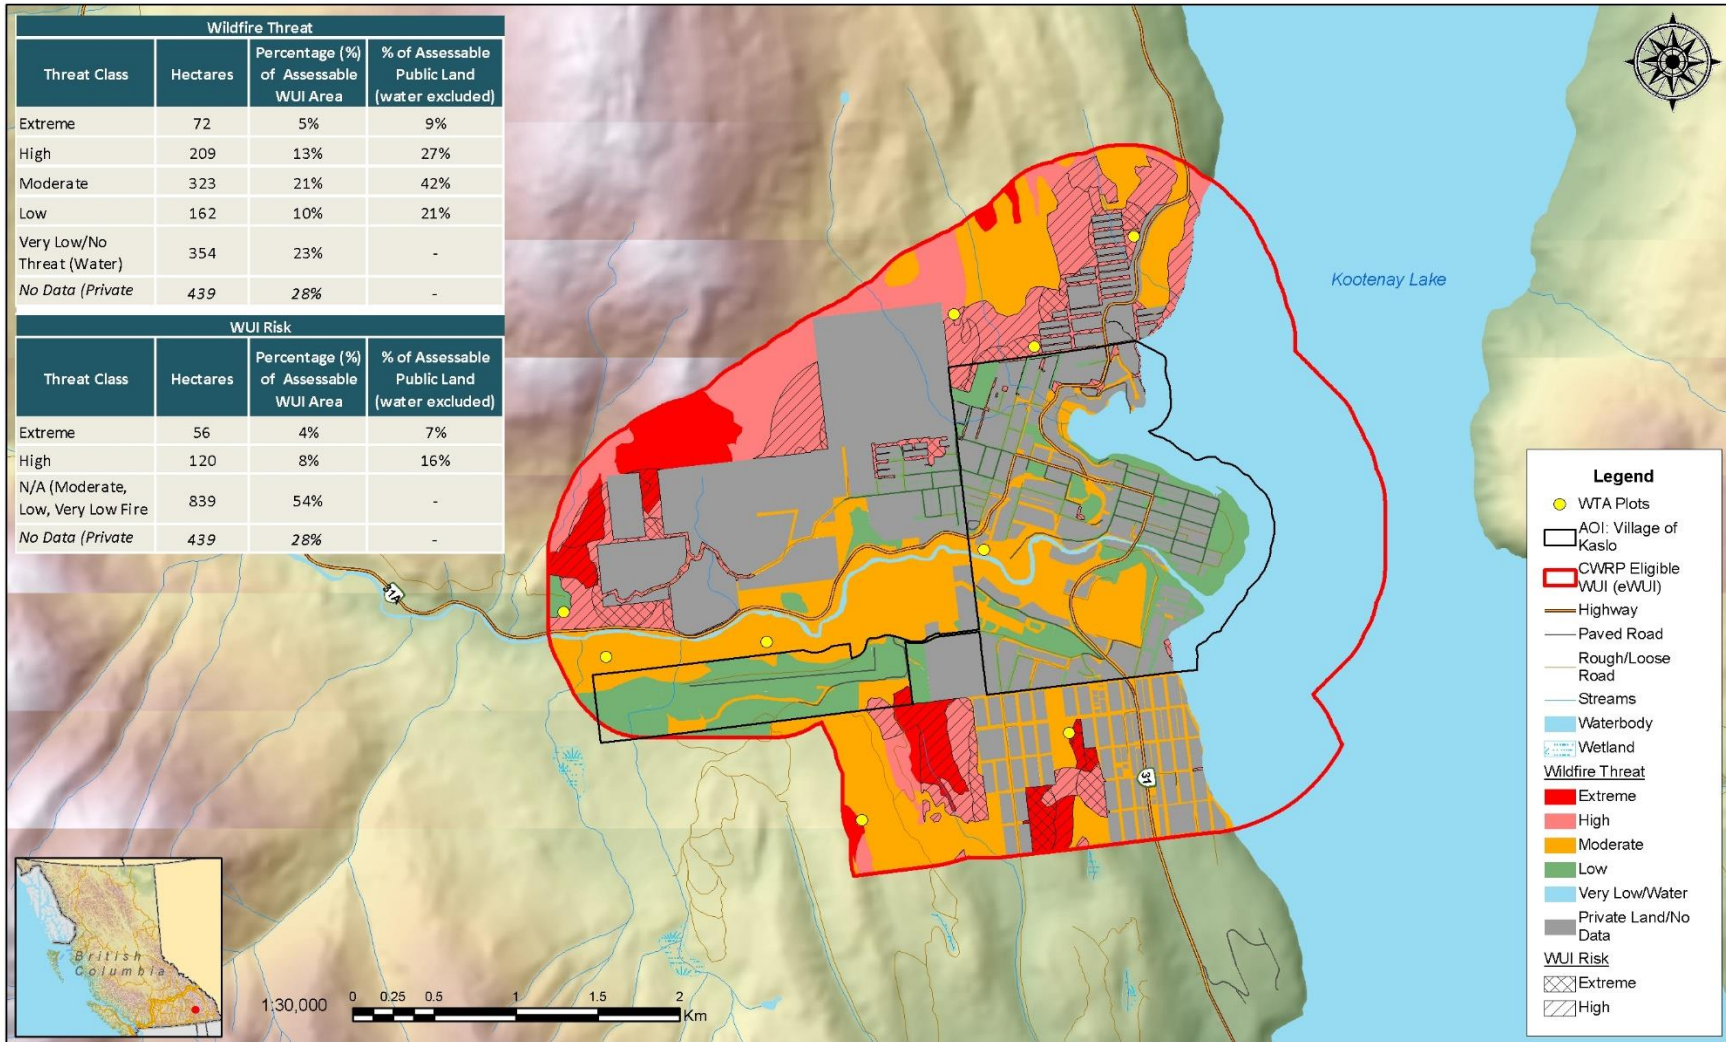 Wildfire Threat
Threat Class Hectares Percentage (%) of Assessable WUI Area % of Assessable Public Land (water excluded)
Extreme 72 5% 9%
High 209 13% 27%
Moderate 323 21% 42%
Low 162 10% 21%
Very Low/No Threat (Water) 354 23% -
No Data (Private 439 28% -
WUI Risk
Threat Class Hectares Percentage (%) of Assessable WUI Area % of Assessable Public Land (water excluded)
Extreme 56 4% 7%
High 120 8% 16%
N/A (Moderate, Low, Very Low Fire 839 54% -
No Data (Private 439 28% -
Kootenay Lake
31A
31
Legend
WTA Plots
AOI: Village of
Kaslo
CWRP Eligible
WUI (eWUI)
Highway
Paved Road
Rough/Loose
Road
Streams
Waterbody
Wetland
Wildfire Threat
Extreme
High
Moderate
Low
Very Low/Water
Private Land/No
Data
WUI Risk
Extreme
High
British
Columbia
1:30,000
0 0.25 0.5 1 1.5 2
Km